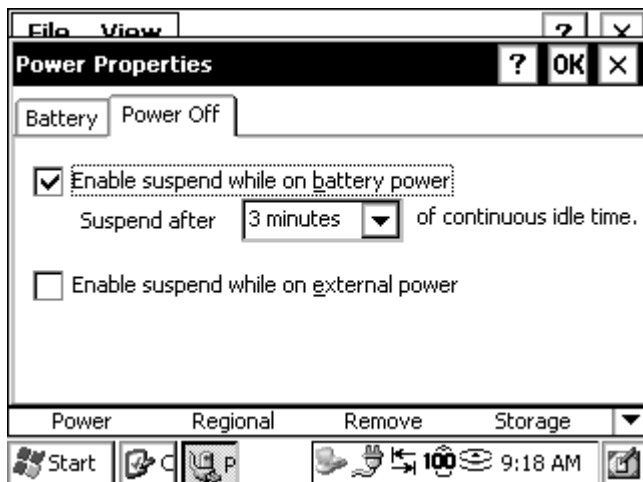 File View ? ×
Power Properties ? OK ×
Battery Power Off
Enable suspend while on battery power
Suspend after 3 minutes of continuous idle time.
Enable suspend while on external power
Power Regional Remove Storage
Start C P 100 9:18 AM